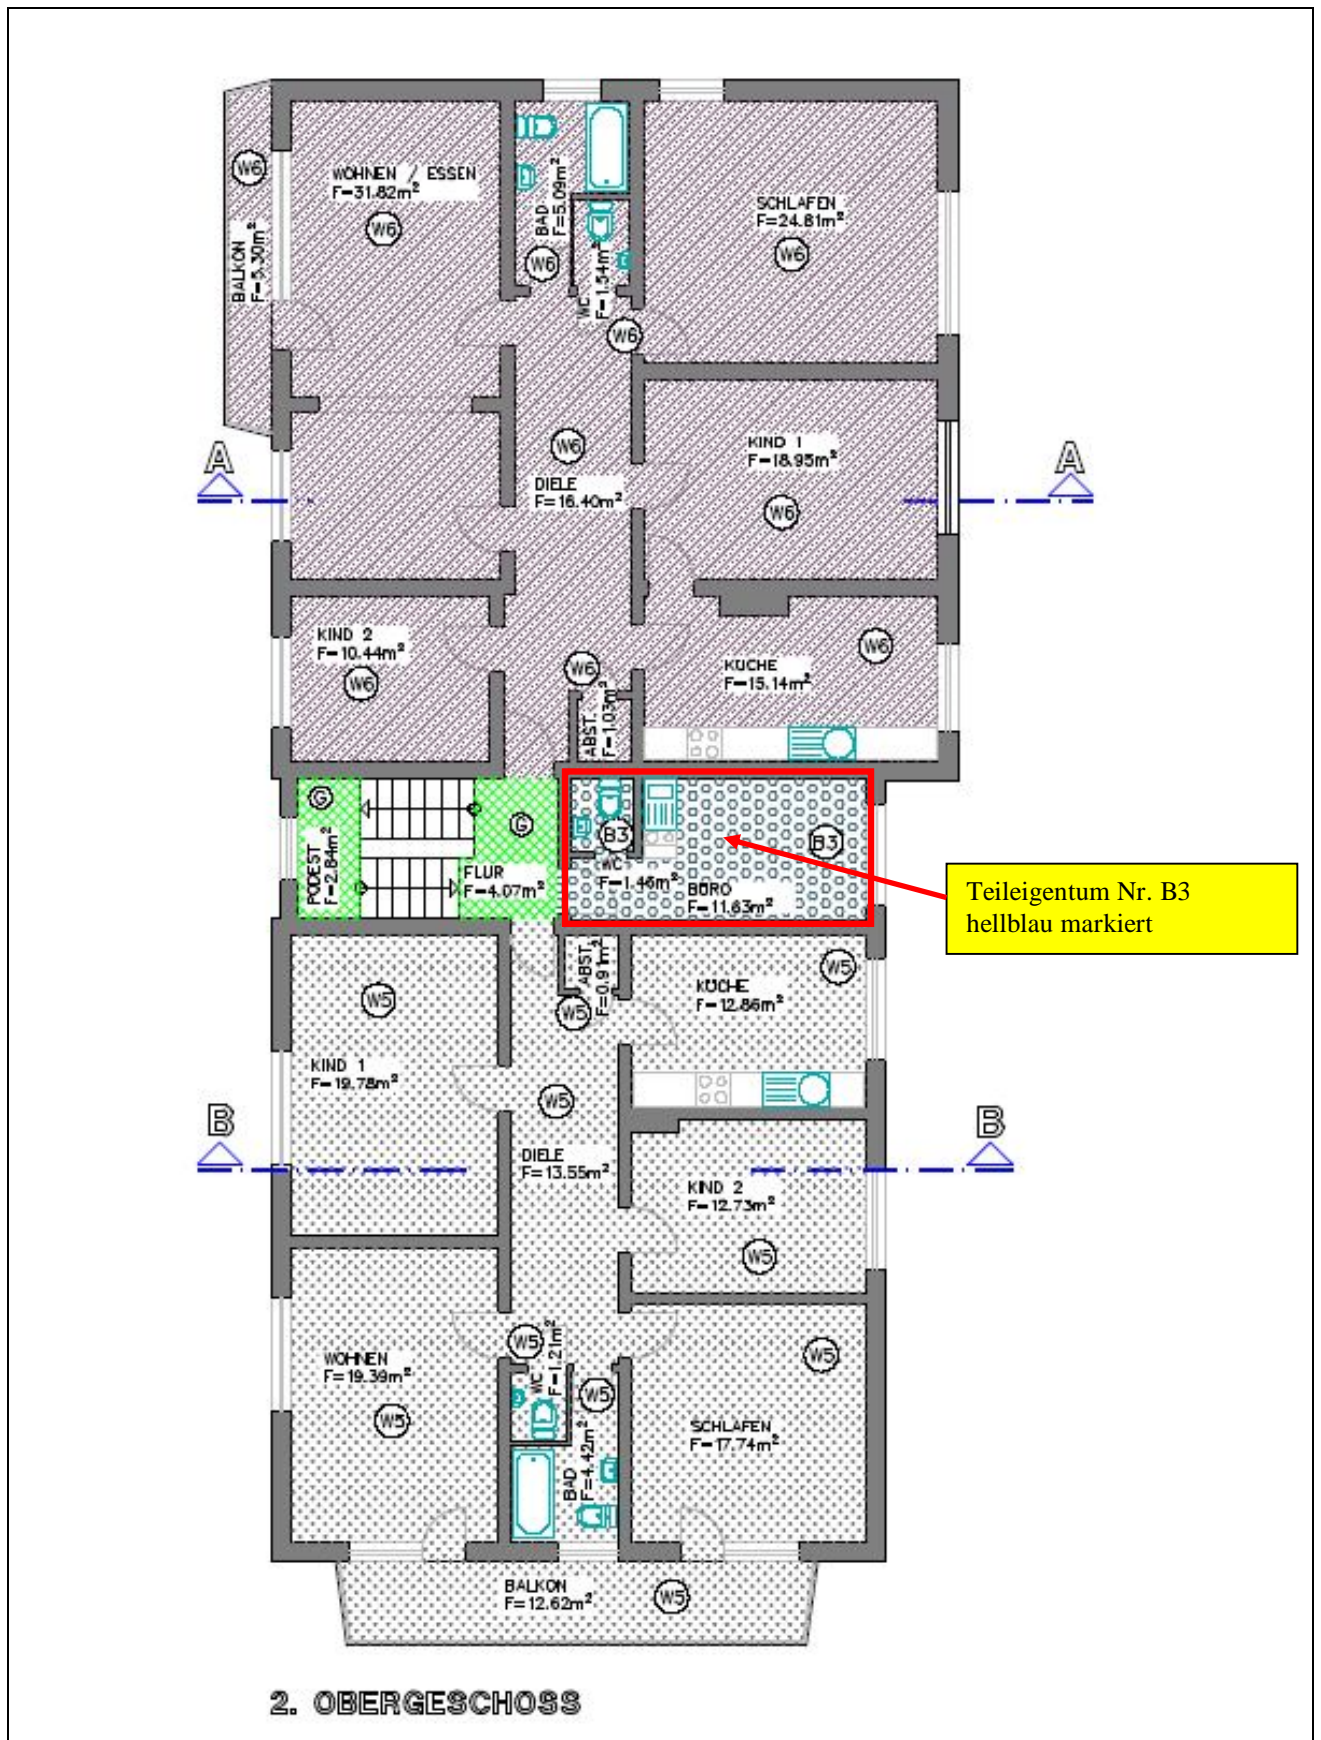 W6
BALKON
F=5.30m²
WOHNEN / ESSEN
F=31.82m²
W6
BAD
F=5.09m²
W6
WC
F=1.54m²
W6
SCHLAFEN
F=24.81m²
W6
A
A
W6
DIELE
F=16.40m²
KIND 1
F=18.95m²
W6
KIND 2
F=10.44m²
W6
W6
ABST.
F=1.03m²
W6
KÜCHE
F=15.14m²
G
PODEST
F=2.84m²
G
FLUR
F=4.07m²
B3
WC
F=1.46m²
B3
BÜRO
F=11.63m²
Teileigentum Nr. B3
hellblau markiert
W5
KIND 1
F=19.78m²
ABST.
F=0.91m²
W5
W5
KÜCHE
F=12.86m²
W5
B
B
DIELE
F=13.55m²
KIND 2
F=12.73m²
W5
WOHNEN
F=19.39m²
W5
W5
WC
F=1.21m²
W5
BAD
F=4.42m²
W5
SCHLAFEN
F=17.74m²
BALKON
F=12.62m²
W5
2. OBERGESCHOSS